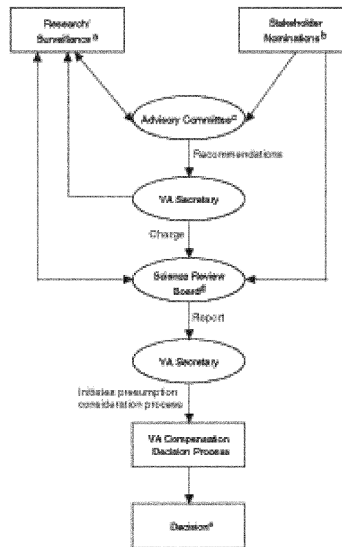 Research/
Surveillance a
Stakeholder
Nominations b
Advisory Committee c
Recommendations
VA Secretary
Charge
Science Review
Board d
Report
VA Secretary
Initiates presumption
consideration process
VA Compensation
Decision Process
Decision e